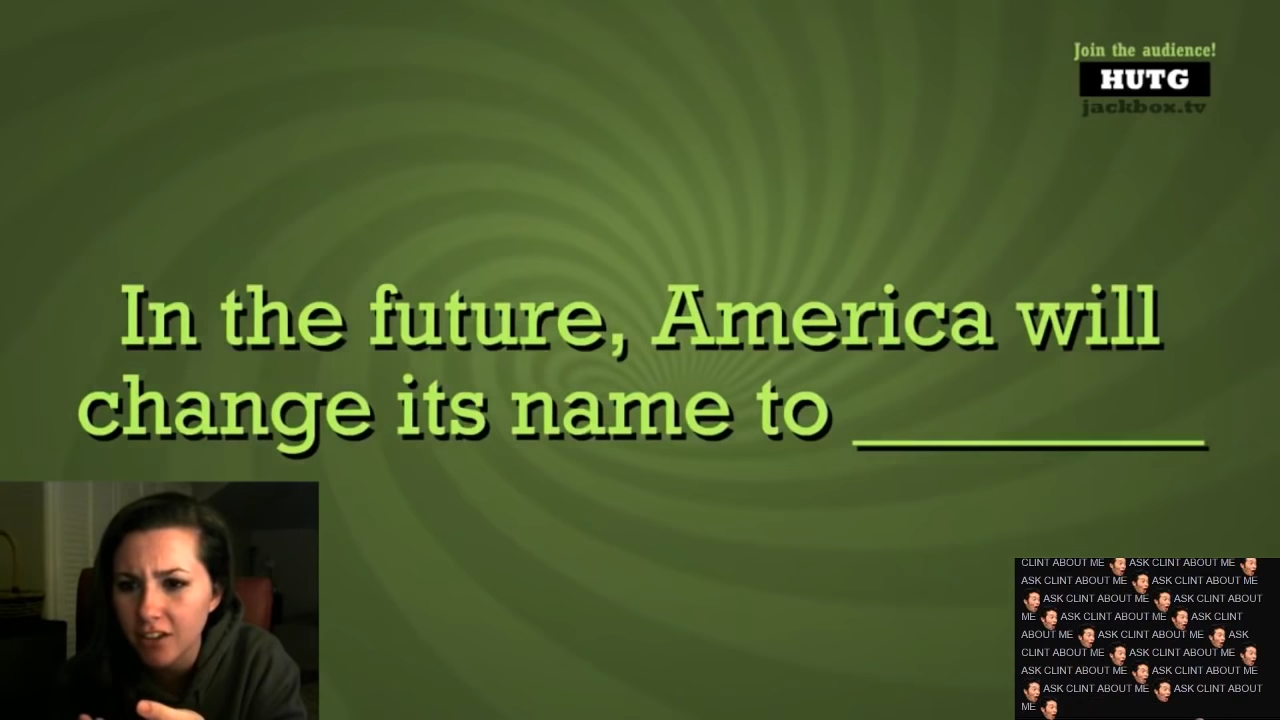 Join the audience!
HUTG
jackbox.tv
In the future, America will
change its name to __________
CLINT ABOUT ME ASK CLINT ABOUT ME
ASK CLINT ABOUT ME ASK CLINT ABOUT ME
ASK CLINT ABOUT ME ASK CLINT ABOUT
ME ASK CLINT ABOUT ME ASK CLINT
ABOUT ME ASK CLINT ABOUT ME ASK
CLINT ABOUT ME ASK CLINT ABOUT ME
ASK CLINT ABOUT ME ASK CLINT ABOUT ME
ASK CLINT ABOUT ME ASK CLINT ABOUT
ME